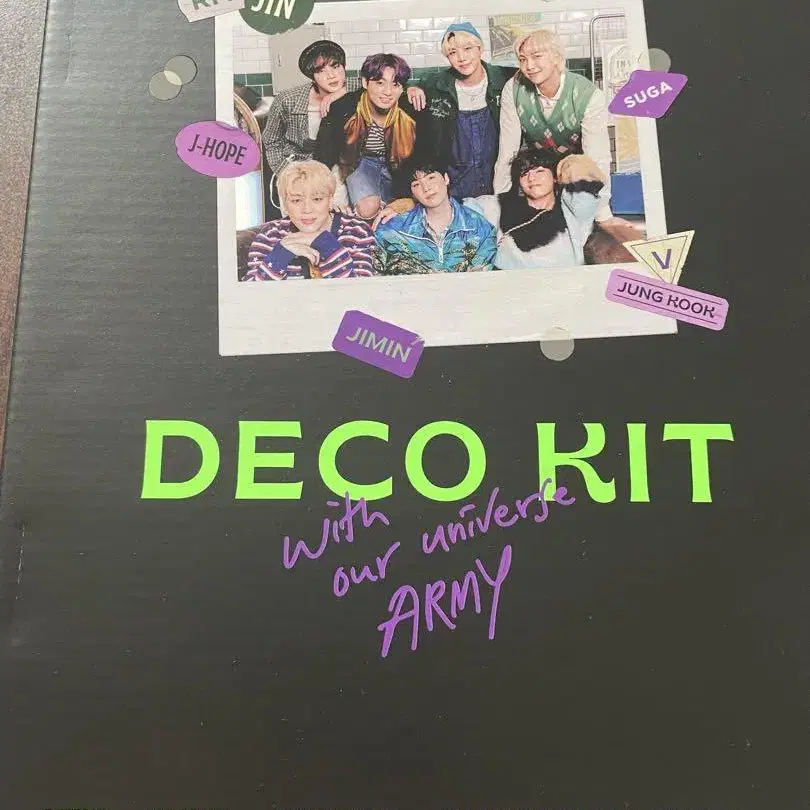 JIN
J-HOPE
SUGA
V
JUNG KOOK
JIMIN
DECO KIT
With
our universe
ARMY